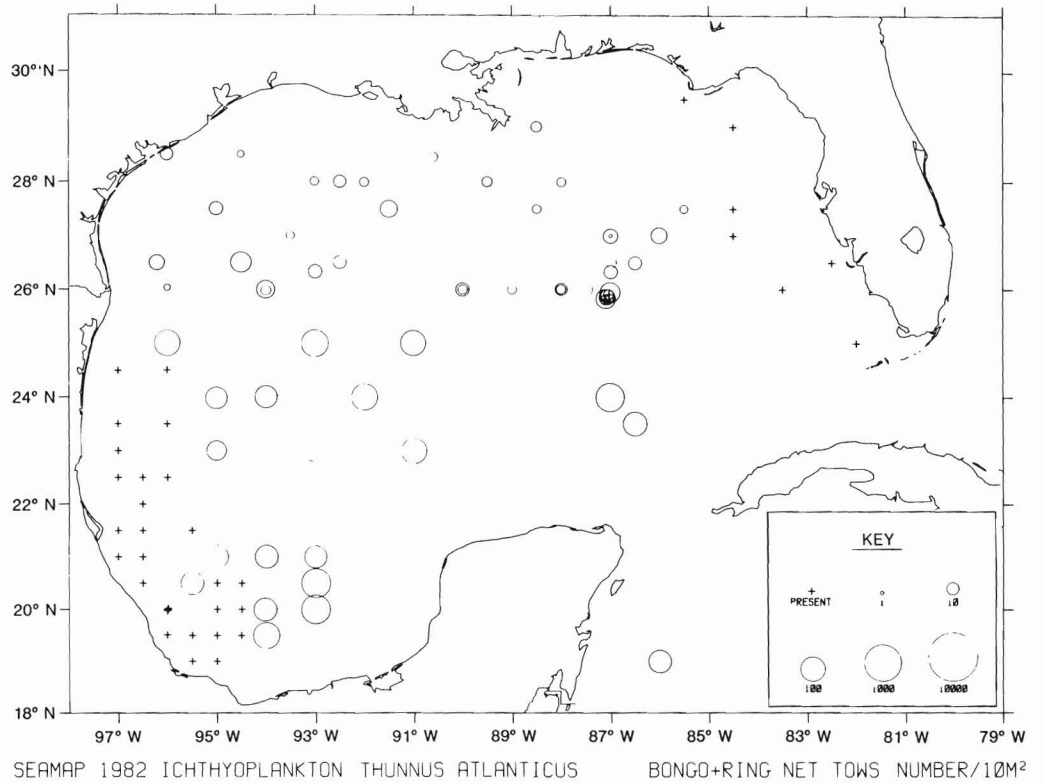 30° N
28° N
26° N
24° N
22° N
20° N
18° N
KEY
PRESENT 1 10
100 1000 10000
97° W 95° W 93° W 91° W 89° W 87° W 85° W 83° W 81° W 79° W
SEAMAP 1982 ICHTHYOPLANKTON THUNNUS ATLANTICUS BONGO+RING NET TOWS NUMBER/10M²